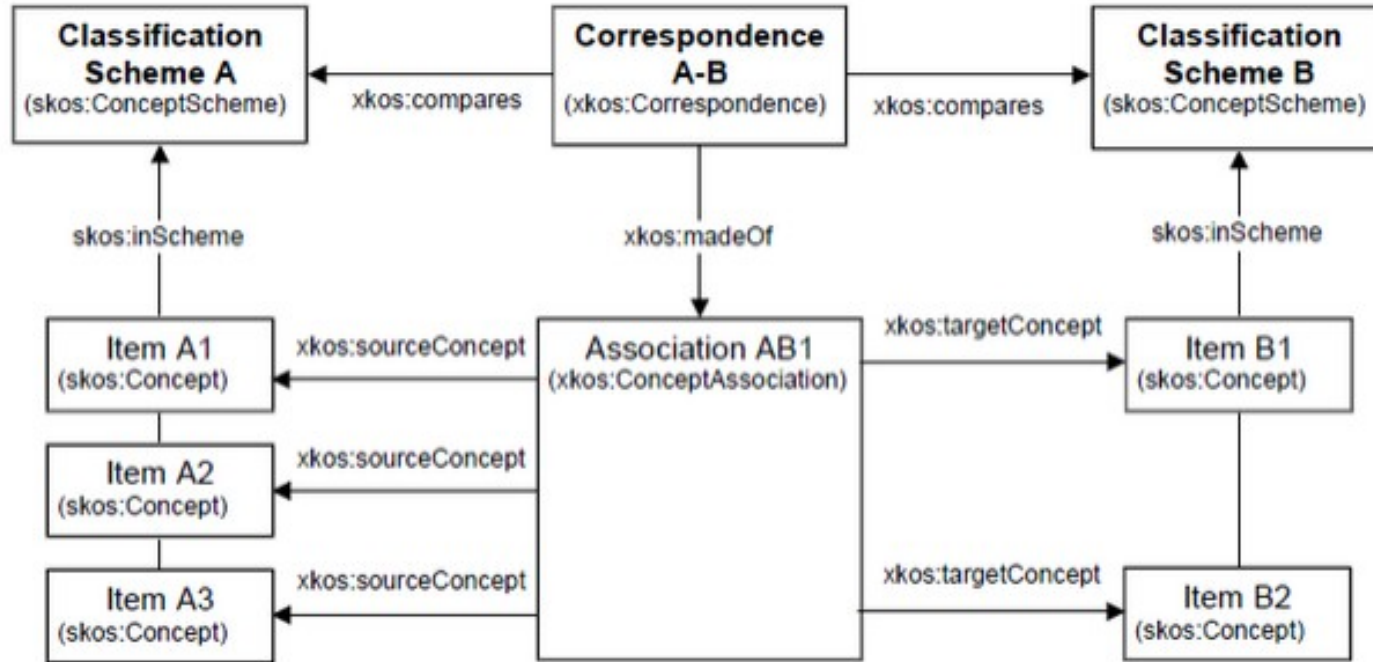 Classification
Scheme A
(skos:ConceptScheme)
xkos:compares
Correspondence
A-B
(xkos:Correspondence)
xkos:compares
Classification
Scheme B
(skos:ConceptScheme)
skos:inScheme
xkos:madeOf
skos:inScheme
Item A1
(skos:Concept)
xkos:sourceConcept
Association AB1
(xkos:ConceptAssociation)
xkos:targetConcept
Item B1
(skos:Concept)
Item A2
(skos:Concept)
xkos:sourceConcept
Item A3
(skos:Concept)
xkos:sourceConcept
xkos:targetConcept
Item B2
(skos:Concept)